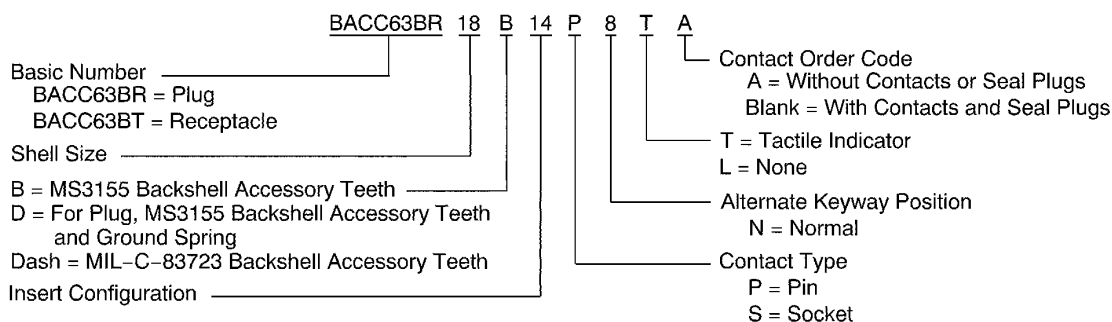 BACC63BR 18 B 14 P 8 T A
Basic Number
BACC63BR = Plug
BACC63BT = Receptacle
Shell Size
B = MS3155 Backshell Accessory Teeth
D = For Plug, MS3155 Backshell Accessory Teeth
and Ground Spring
Dash = MIL-C-83723 Backshell Accessory Teeth
Insert Configuration
Contact Order Code
A = Without Contacts or Seal Plugs
Blank = With Contacts and Seal Plugs
T = Tactile Indicator
L = None
Alternate Keyway Position
N = Normal
Contact Type
P = Pin
S = Socket